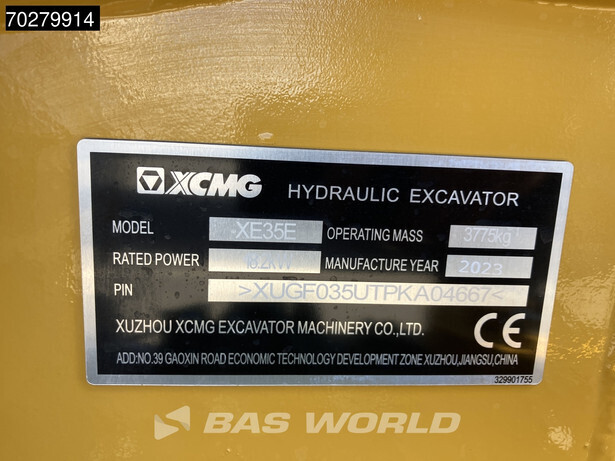 70279914
XCMG HYDRAULIC EXCAVATOR
MODEL XE35E OPERATING MASS 3775kg
RATED POWER 18.2kW MANUFACTURE YEAR 2023
PIN >XUGF035UTPKA04667<
XUZHOU XCMG EXCAVATOR MACHINERY CO.,LTD. CE
ADD:NO.39 GAOXIN ROAD ECONOMIC TECHNOLOGY DEVELOPMENT ZONE XUZHOU,JIANGSU,CHINA
329901755
BAS WORLD